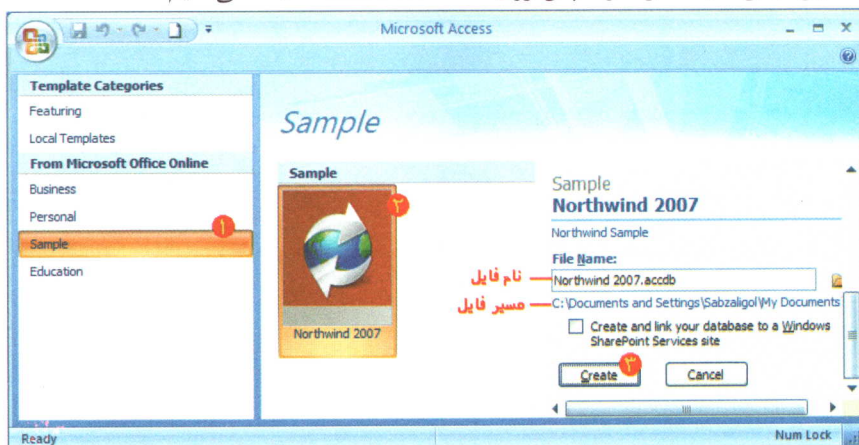 Microsoft Access
Template Categories
Featuring
Local Templates
From Microsoft Office Online
Business
Personal
۱
Sample
Education
Sample
Sample
۲
Northwind 2007
Sample
Northwind 2007
Northwind Sample
File Name:
نام فایل
Northwind 2007.accdb
مسیر فایل
C:\Documents and Settings\Sabzaligol\My Documents
Create and link your database to a Windows
SharePoint Services site
۳
Create
Cancel
Ready
Num Lock